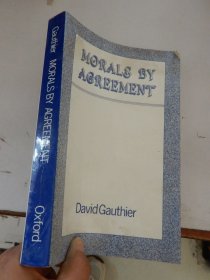 Gauthier MORALS BY AGREEMENT Oxford
MORALS BY
AGREEMENT
David Gauthier